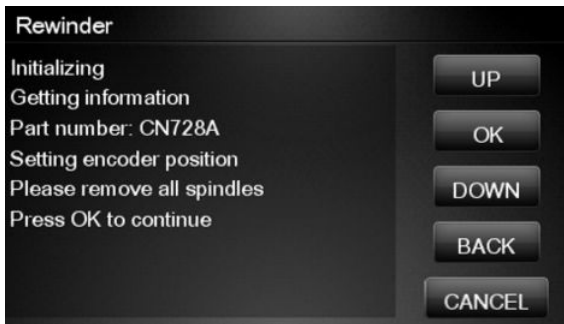 Rewinder
Initializing
Getting information
Part number: CN728A
Setting encoder position
Please remove all spindles
Press OK to continue
UP
OK
DOWN
BACK
CANCEL